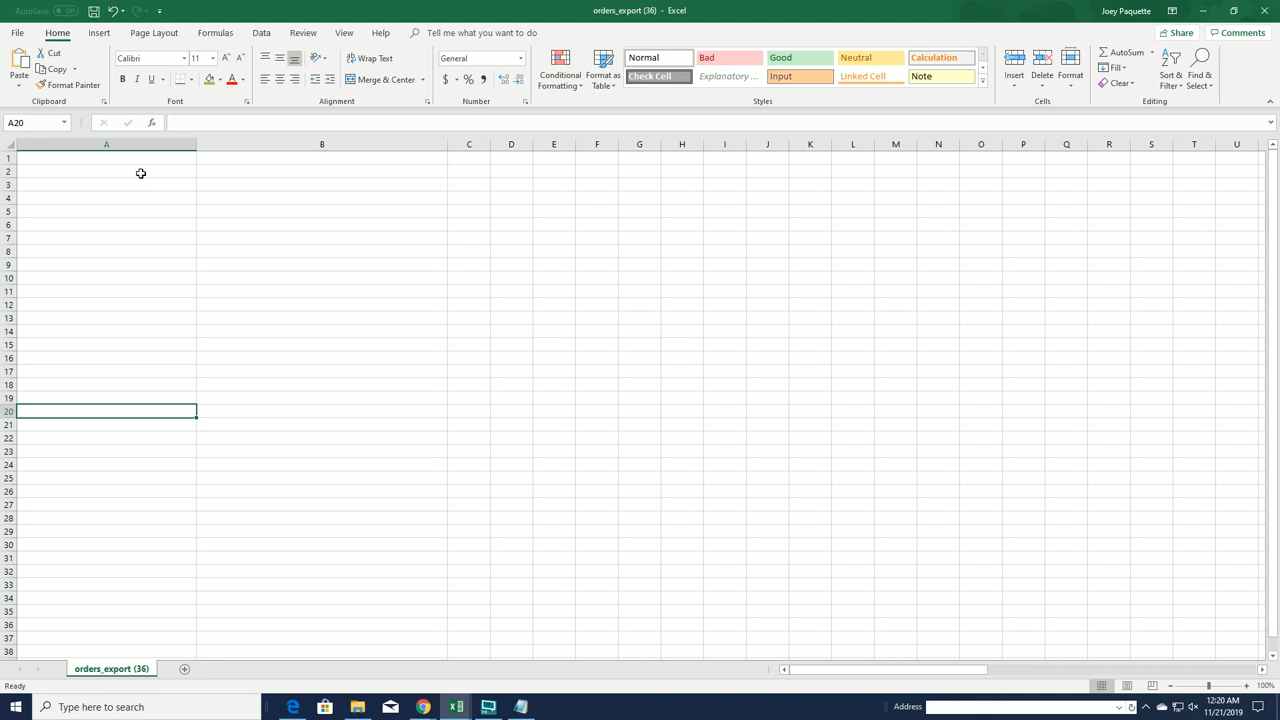 AutoSave Off orders_export (36) - Excel Joey Paquette
File Home Insert Page Layout Formulas Data Review View Help Tell me what you want to do Share Comments
Paste Cut Copy Format Painter Clipboard
Calibri 11 B I U Font
Wrap Text Merge & Center Alignment
General $ % Number
Conditional Formatting Format as Table
Normal Bad Good Neutral Calculation
Check Cell Explanatory ... Input Linked Cell Note
Styles
Insert Delete Format Cells
AutoSum Fill Clear Sort & Filter Find & Select Editing
A20 fx
A B C D E F G H I J K L M N O P Q R S T U
1
2
3
4
5
6
7
8
9
10
11
12
13
14
15
16
17
18
19
20
21
22
23
24
25
26
27
28
29
30
31
32
33
34
35
36
37
38
orders_export (36)
Ready 100%
Type here to search Address 12:20 AM
11/21/2019